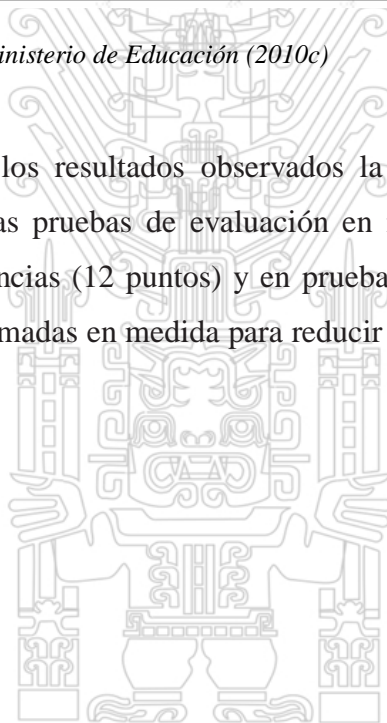 inisterio de Educación (2010c)
los resultados observados la
as pruebas de evaluación en
ncias (12 puntos) y en prueba
madas en medida para reducir